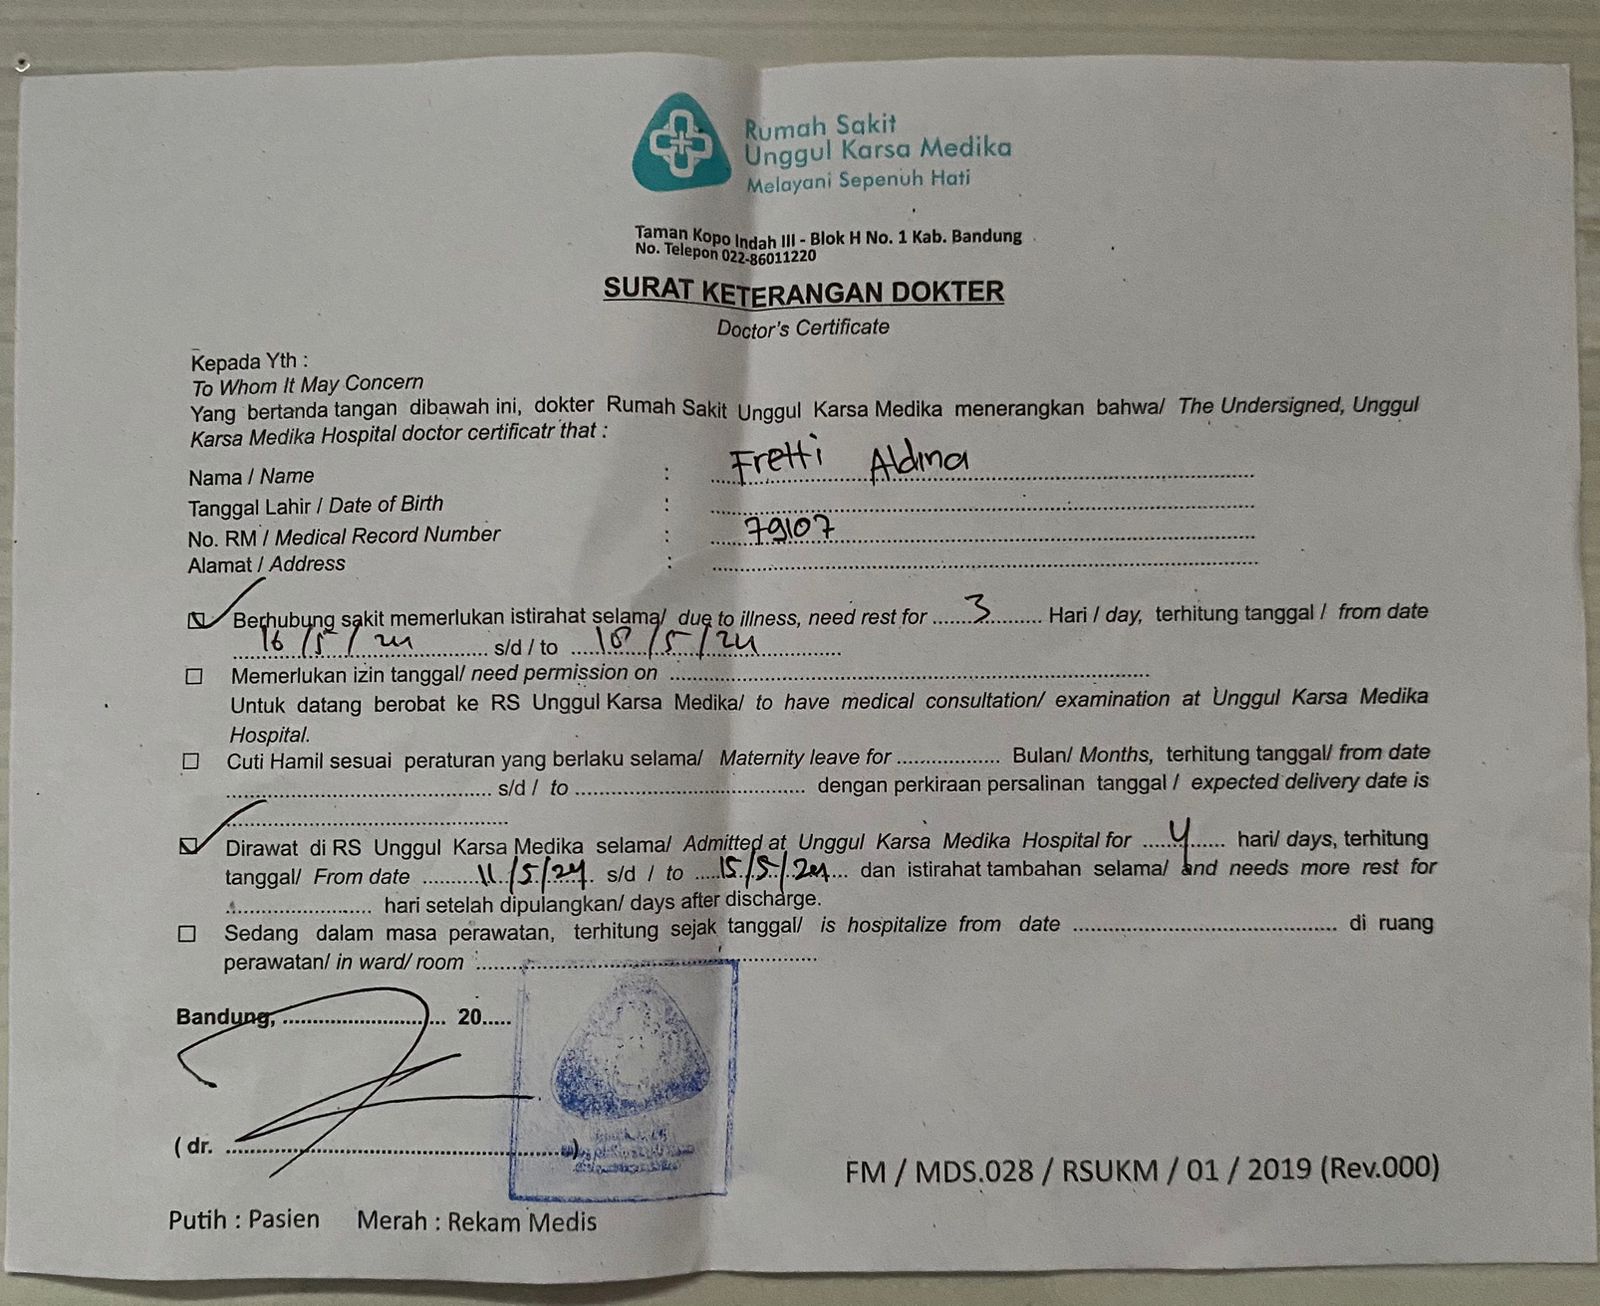 Rumah Sakit
Unggul Karsa Medika
Melayani Sepenuh Hati
Taman Kopo Indah III - Blok H No. 1 Kab. Bandung
No. Telepon 022-86011220
SURAT KETERANGAN DOKTER
Doctor's Certificate
Kepada Yth :
To Whom It May Concern
Yang bertanda tangan dibawah ini, dokter Rumah Sakit Unggul Karsa Medika menerangkan bahwa/ The Undersigned, Unggul
Karsa Medika Hospital doctor certificatr that :
Nama / Name : Fretti Aldina
Tanggal Lahir / Date of Birth :
No. RM / Medical Record Number : 79107
Alamat / Address :
Berhubung sakit memerlukan istirahat selama/ due to illness, need rest for ....... 3 ....... Hari / day, terhitung tanggal / from date
16/5/24 s/d / to 18/5/24
Memerlukan izin tanggal/ need permission on
Untuk datang berobat ke RS Unggul Karsa Medika/ to have medical consultation/ examination at Unggul Karsa Medika
Hospital.
Cuti Hamil sesuai peraturan yang berlaku selama/ Maternity leave for .................. Bulan/ Months, terhitung tanggal/ from date
s/d / to .................. dengan perkiraan persalinan tanggal / expected delivery date is
Dirawat di RS Unggul Karsa Medika selama/ Admitted at Unggul Karsa Medika Hospital for ..... 4 ..... hari/ days, terhitung
tanggal/ From date ....... 11/5/24 s/d / to ..... 15/5/24 ... dan istirahat tambahan selama/ and needs more rest for
hari setelah dipulangkan/ days after discharge.
Sedang dalam masa perawatan, terhitung sejak tanggal/ is hospitalize from date .................. di ruang
perawatan/ in ward/ room
Bandung, .................. 20.....
( dr. .................. )
FM / MDS.028 / RSUKM / 01 / 2019 (Rev.000)
Putih : Pasien Merah : Rekam Medis